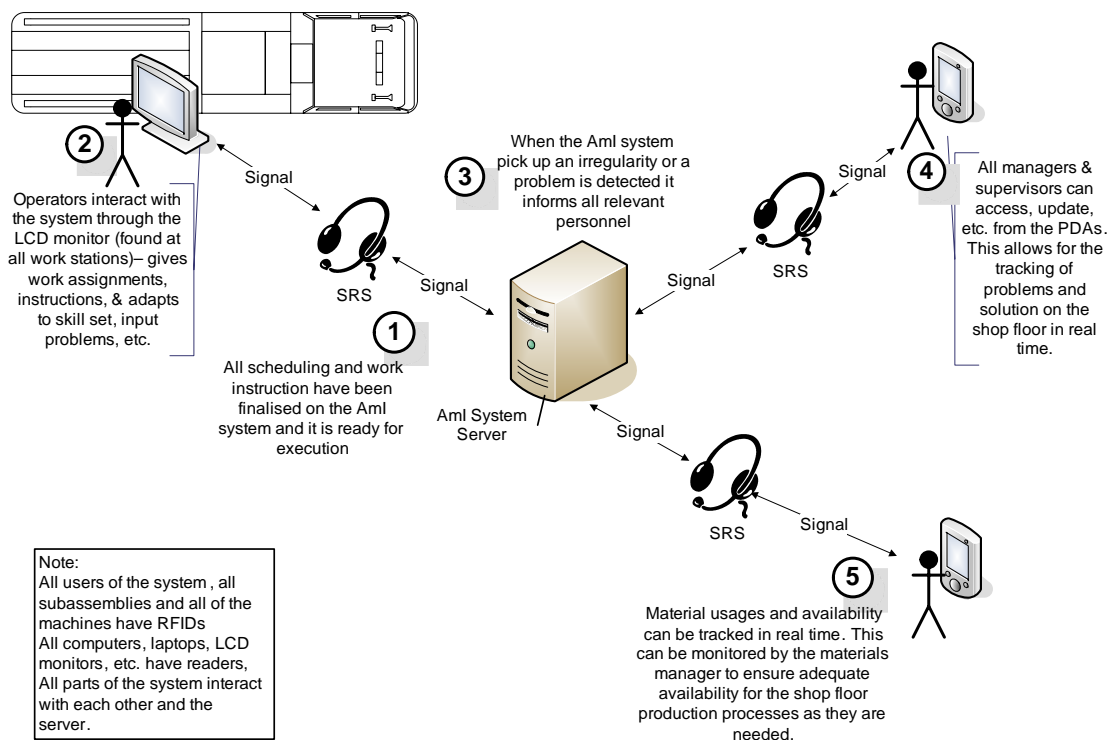 2
Operators interact with
the system through the
LCD monitor (found at
all work stations)– gives
work assignments,
instructions, & adapts
to skill set, input
problems, etc.
Signal
SRS
Signal
1
All scheduling and work
instruction have been
finalised on the AmI
system and it is ready for
execution
3
When the AmI system
pick up an irregularity or a
problem is detected it
informs all relevant
personnel
AmI System
Server
Signal
SRS
Signal
4
All managers &
supervisors can
access, update,
etc. from the PDAs.
This allows for the
tracking of
problems and
solution on the
shop floor in real
time.
Signal
SRS
Signal
5
Material usages and availability
can be tracked in real time. This
can be monitored by the materials
manager to ensure adequate
availability for the shop floor
production processes as they are
needed.
Note:
All users of the system, all
subassemblies and all of the
machines have RFIDs
All computers, laptops, LCD
monitors, etc. have readers,
All parts of the system interact
with each other and the
server.